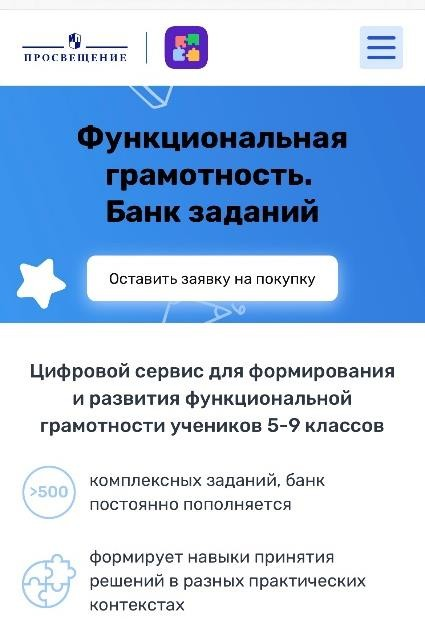 ПРОСВЕЩЕНИЕ
Функциональная
грамотность.
Банк заданий
Оставить заявку на покупку
Цифровой сервис для формирования
и развития функциональной
грамотности учеников 5-9 классов
>500
комплексных заданий, банк
постоянно пополняется
формирует навыки принятия
решений в разных практических
контекстах